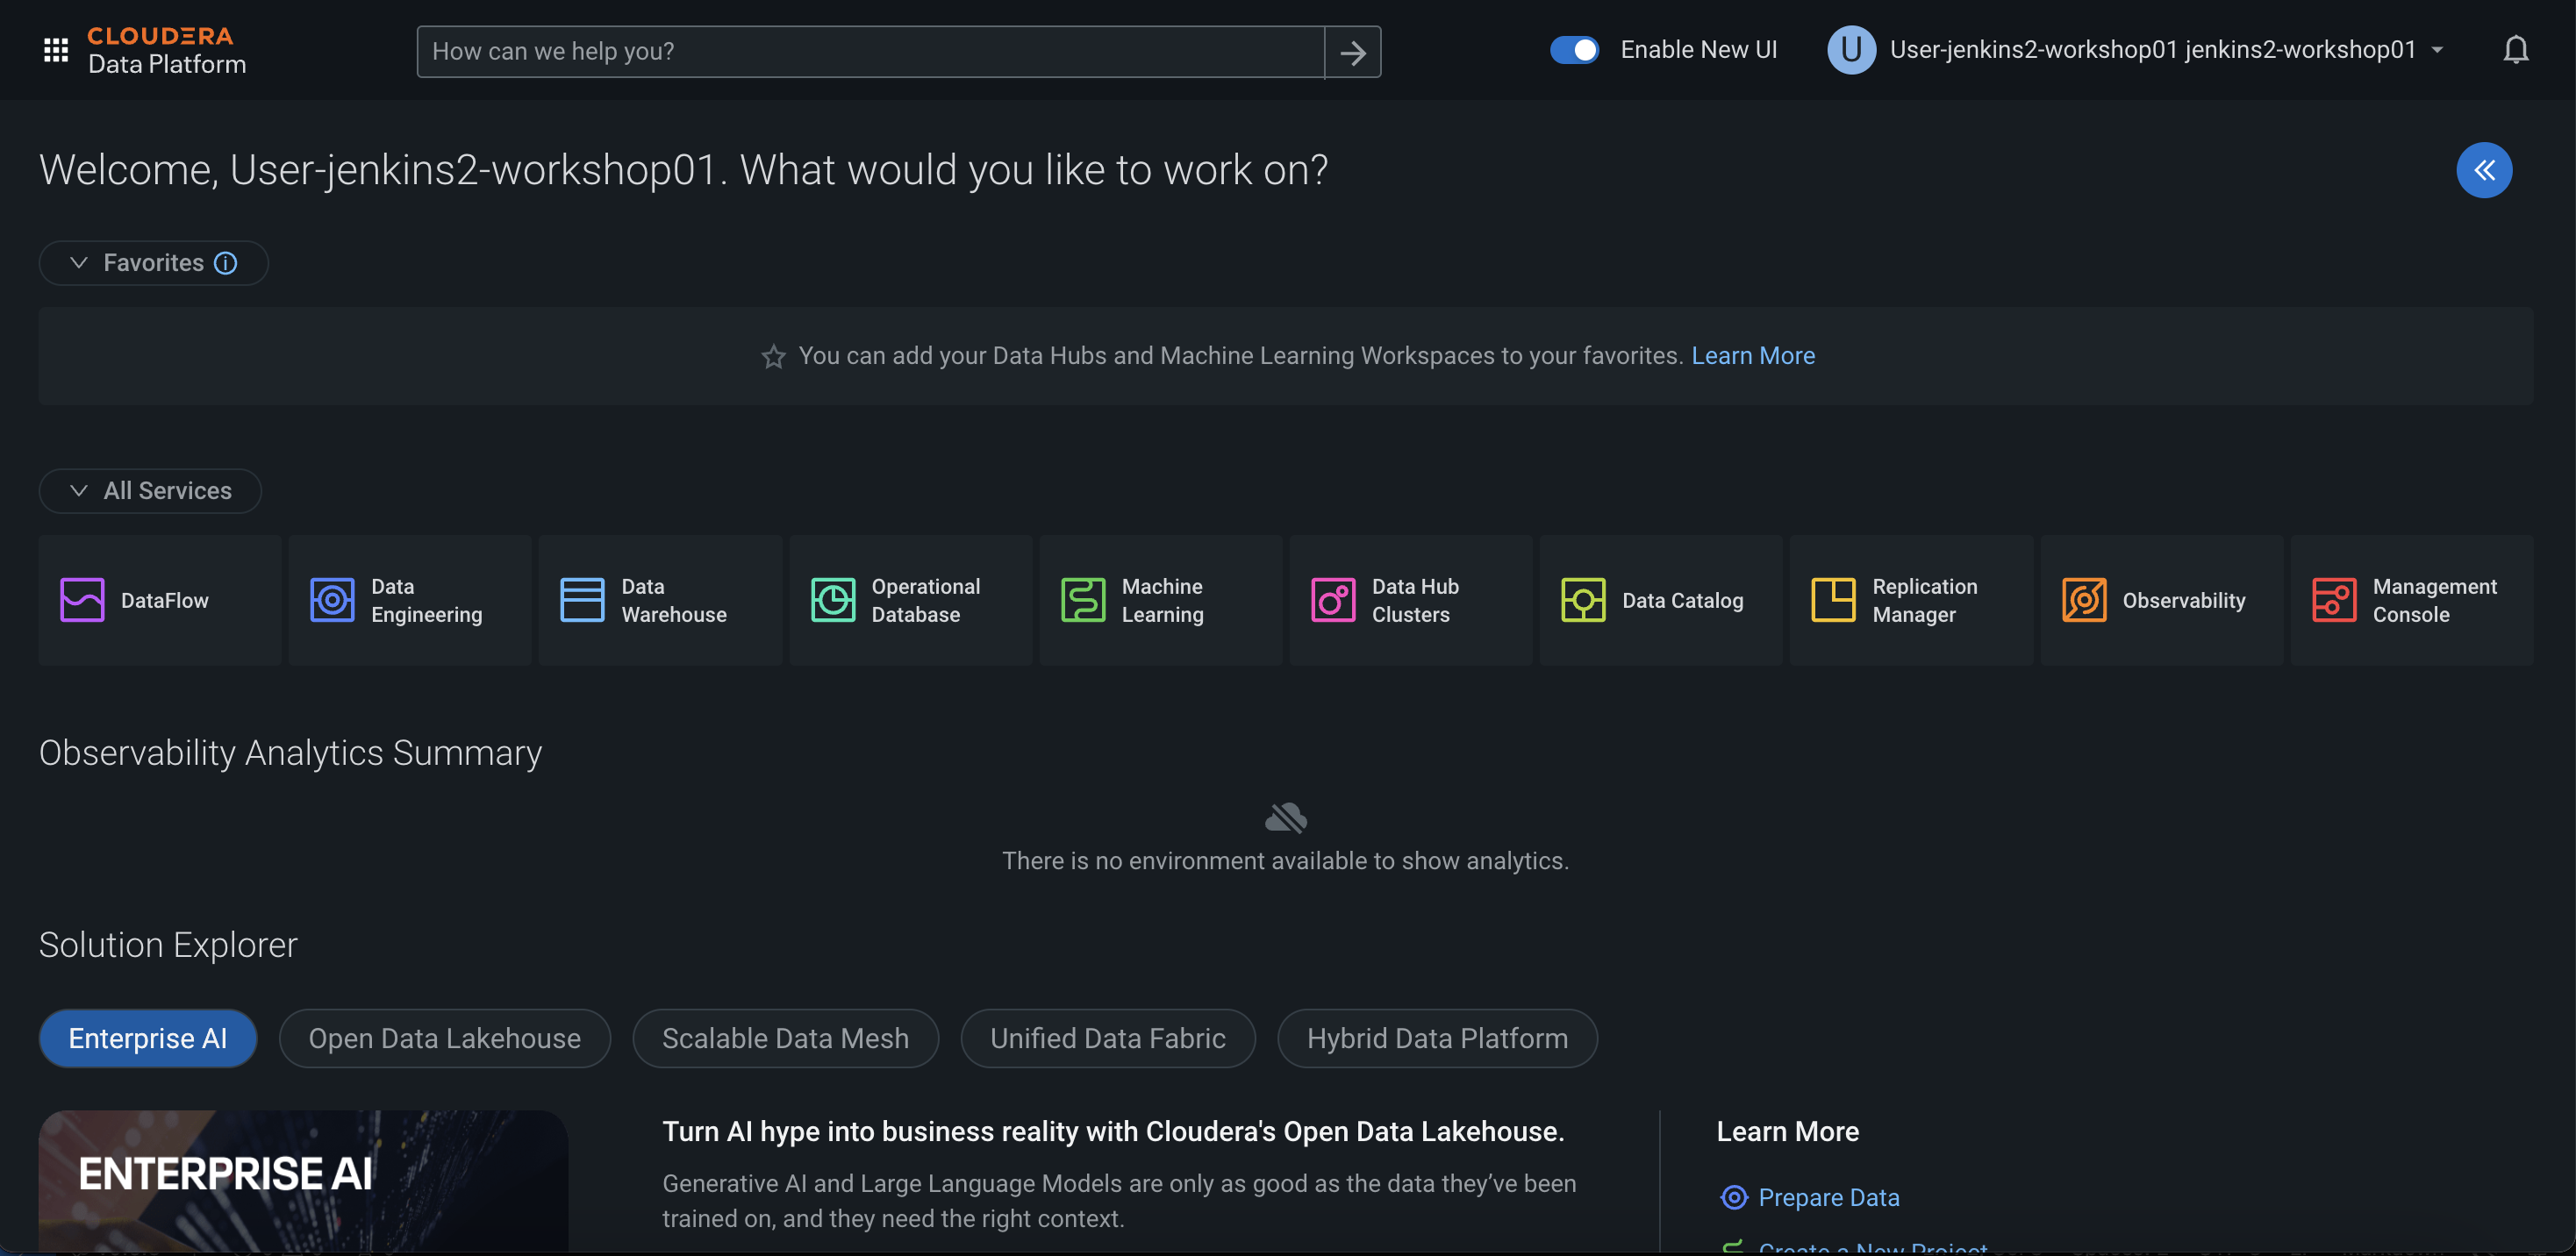 CLOUDERA
Data Platform
How can we help you?
Enable New UI
U
User-jenkins2-workshop01 jenkins2-workshop01
Welcome, User-jenkins2-workshop01. What would you like to work on?
Favorites
You can add your Data Hubs and Machine Learning Workspaces to your favorites. Learn More
All Services
DataFlow
Data
Engineering
Data
Warehouse
Operational
Database
Machine
Learning
Data Hub
Clusters
Data Catalog
Replication
Manager
Observability
Management
Console
Observability Analytics Summary
There is no environment available to show analytics.
Solution Explorer
Enterprise AI
Open Data Lakehouse
Scalable Data Mesh
Unified Data Fabric
Hybrid Data Platform
ENTERPRISE AI
Turn AI hype into business reality with Cloudera's Open Data Lakehouse.
Generative AI and Large Language Models are only as good as the data they’ve been
trained on, and they need the right context.
Learn More
Prepare Data
Create a New Project